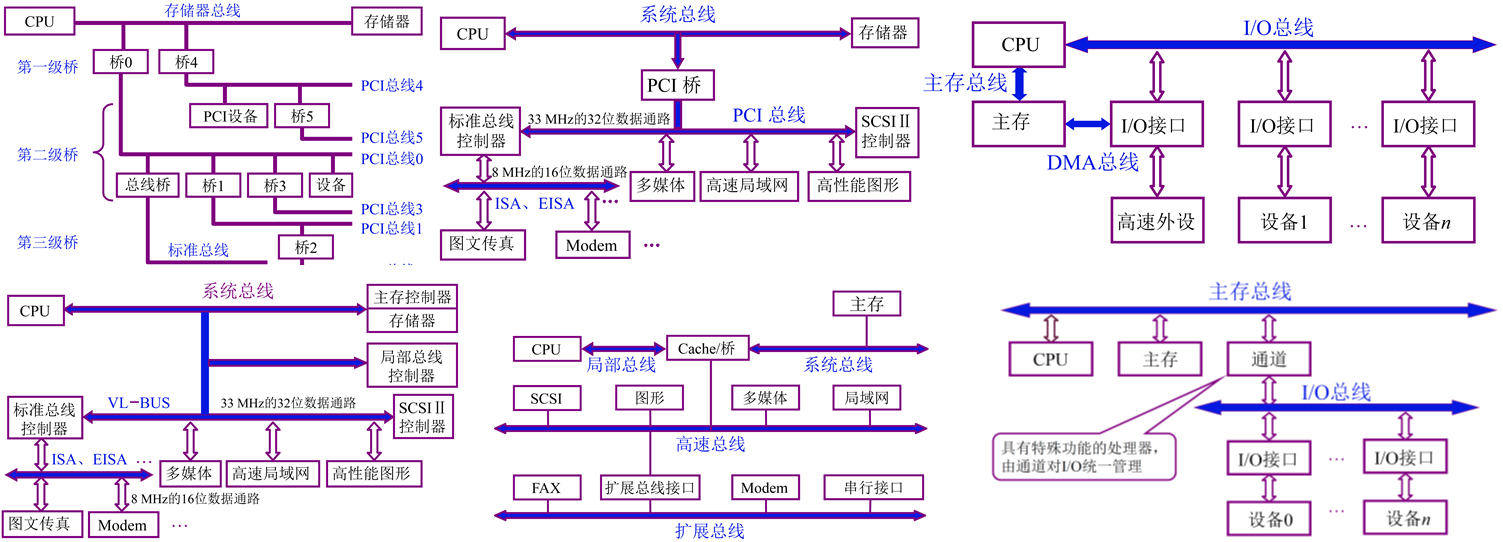 存储器总线
CPU
存储器
第一级桥
桥0
桥4
PCI总线4
PCI设备
桥5
PCI总线5
第二级桥
PCI总线0
总线桥
桥1
桥3
设备
PCI总线3
PCI总线1
第三级桥
标准总线
桥2
系统总线
CPU
存储器
PCI 桥
标准总线
控制器
33 MHz的32位数据通路
PCI 总线
SCSIⅡ
控制器
8 MHz的16位数据通路
多媒体
高速局域网
高性能图形
ISA、EISA
…
图文传真
Modem
…
I/O总线
CPU
主存总线
主存
I/O接口
I/O接口
…
I/O接口
DMA总线
高速外设
设备1
…
设备n
系统总线
CPU
主存控制器
存储器
局部总线
控制器
VL-BUS
33 MHz的32位数据通路
标准总线
控制器
SCSIⅡ
控制器
ISA、EISA
…
多媒体
高速局域网
高性能图形
8 MHz的16位数据通路
图文传真
Modem
…
主存
CPU
局部总线
Cache/桥
系统总线
SCSI
图形
多媒体
局域网
高速总线
FAX
扩展总线接口
Modem
串行接口
扩展总线
主存总线
CPU
主存
通道
I/O总线
具有特殊功能的处理器，
由通道对I/O统一管理
I/O接口
…
I/O接口
设备0
…
设备n